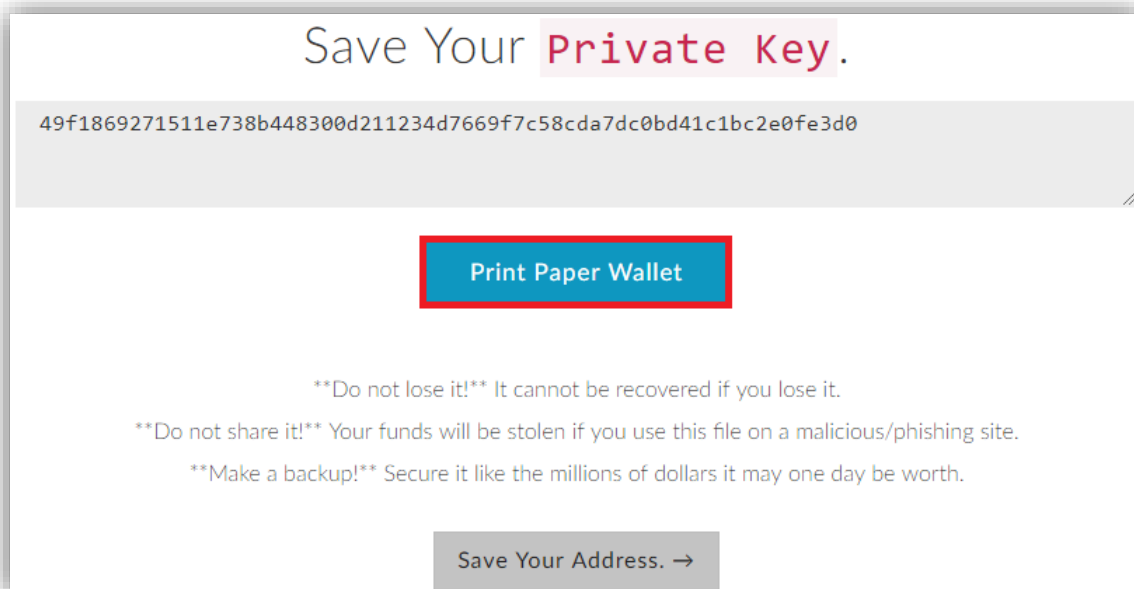 Save Your Private Key.
49f1869271511e738b448300d211234d7669f7c58cda7dc0bd41c1bc2e0fe3d0
Print Paper Wallet
**Do not lose it!** It cannot be recovered if you lose it.
**Do not share it!** Your funds will be stolen if you use this file on a malicious/phishing site.
**Make a backup!** Secure it like the millions of dollars it may one day be worth.
Save Your Address. →